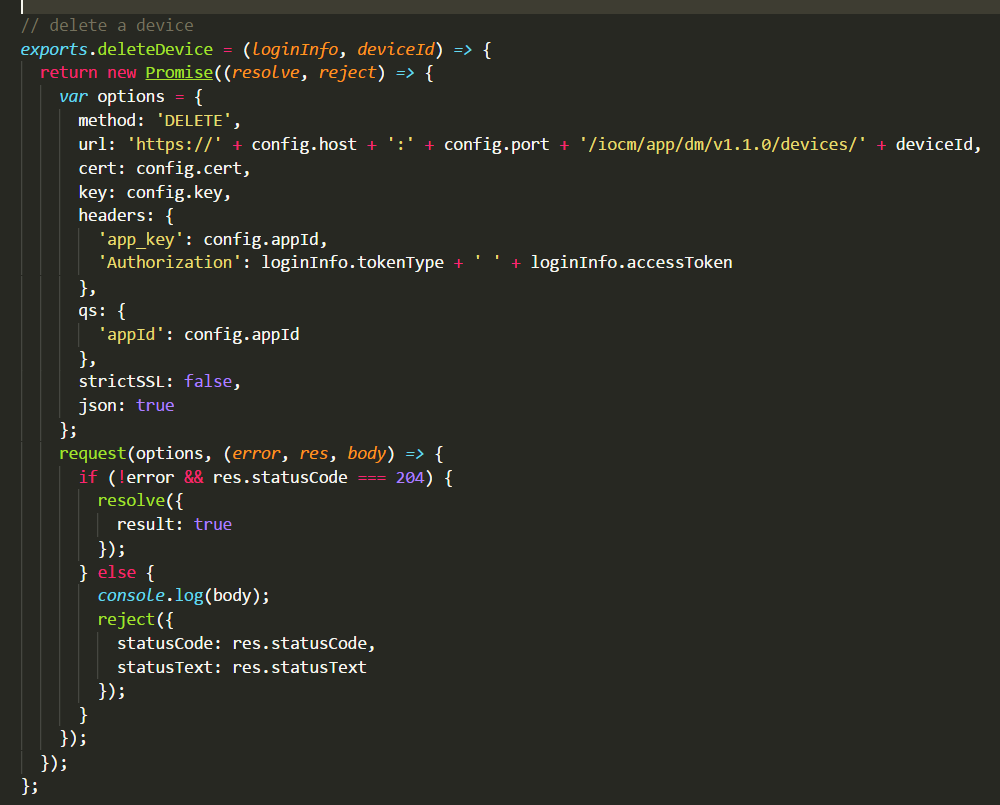 // delete a device
exports.deleteDevice = (loginInfo, deviceId) => {
  return new Promise((resolve, reject) => {
    var options = {
      method: 'DELETE',
      url: 'https://' + config.host + ':' + config.port + '/iocm/app/dm/v1.1.0/devices/' + deviceId,
      cert: config.cert,
      key: config.key,
      headers: {
        'app_key': config.appId,
        'Authorization': loginInfo.tokenType + ' ' + loginInfo.accessToken
      },
      qs: {
        'appId': config.appId
      },
      strictSSL: false,
      json: true
    };
    request(options, (error, res, body) => {
      if (!error && res.statusCode === 204) {
        resolve({
          result: true
        });
      } else {
        console.log(body);
        reject({
          statusCode: res.statusCode,
          statusText: res.statusText
        });
      }
    });
  });
};